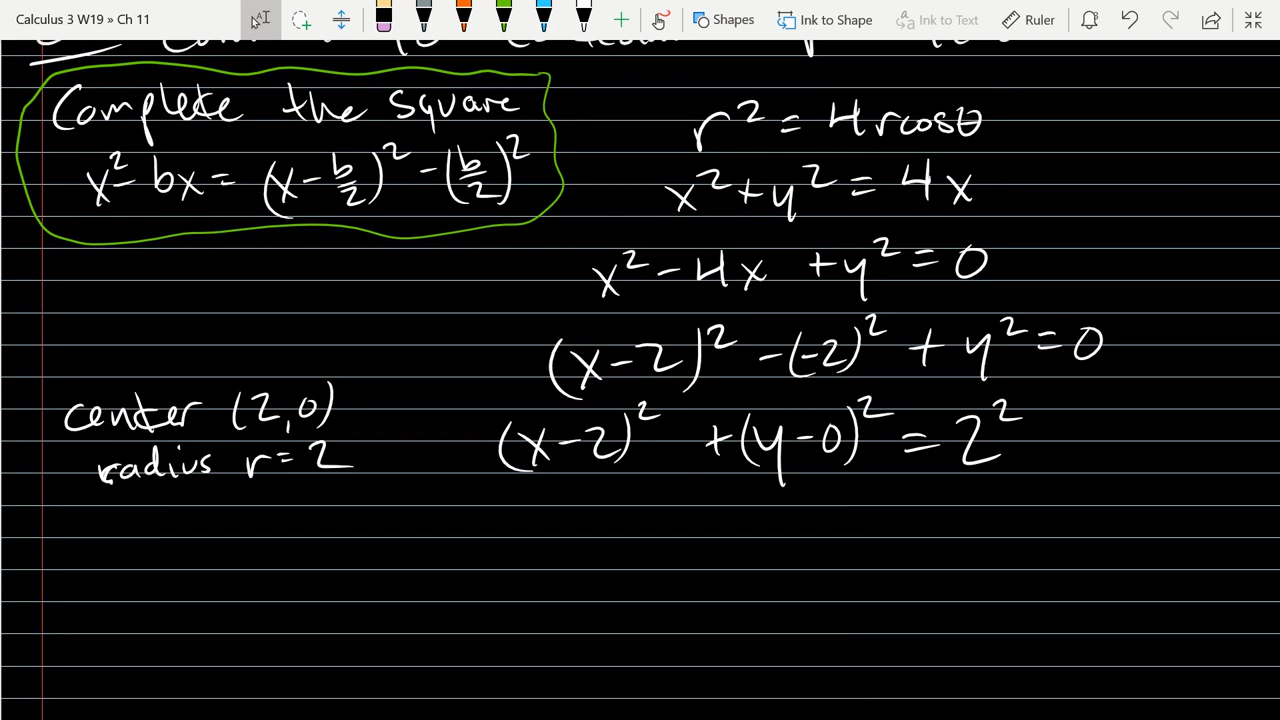 Calculus 3 W19 » Ch 11
Shapes
Ink to Shape
Ink to Text
Ruler
Complete the square
x² - bx = (x - b/2)² - (b/2)²
r² = 4rcosθ
x² + y² = 4x
x² - 4x + y² = 0
(x - 2)² - (-2)² + y² = 0
(x - 2)² + (y - 0)² = 2²
center (2,0)
radius r = 2